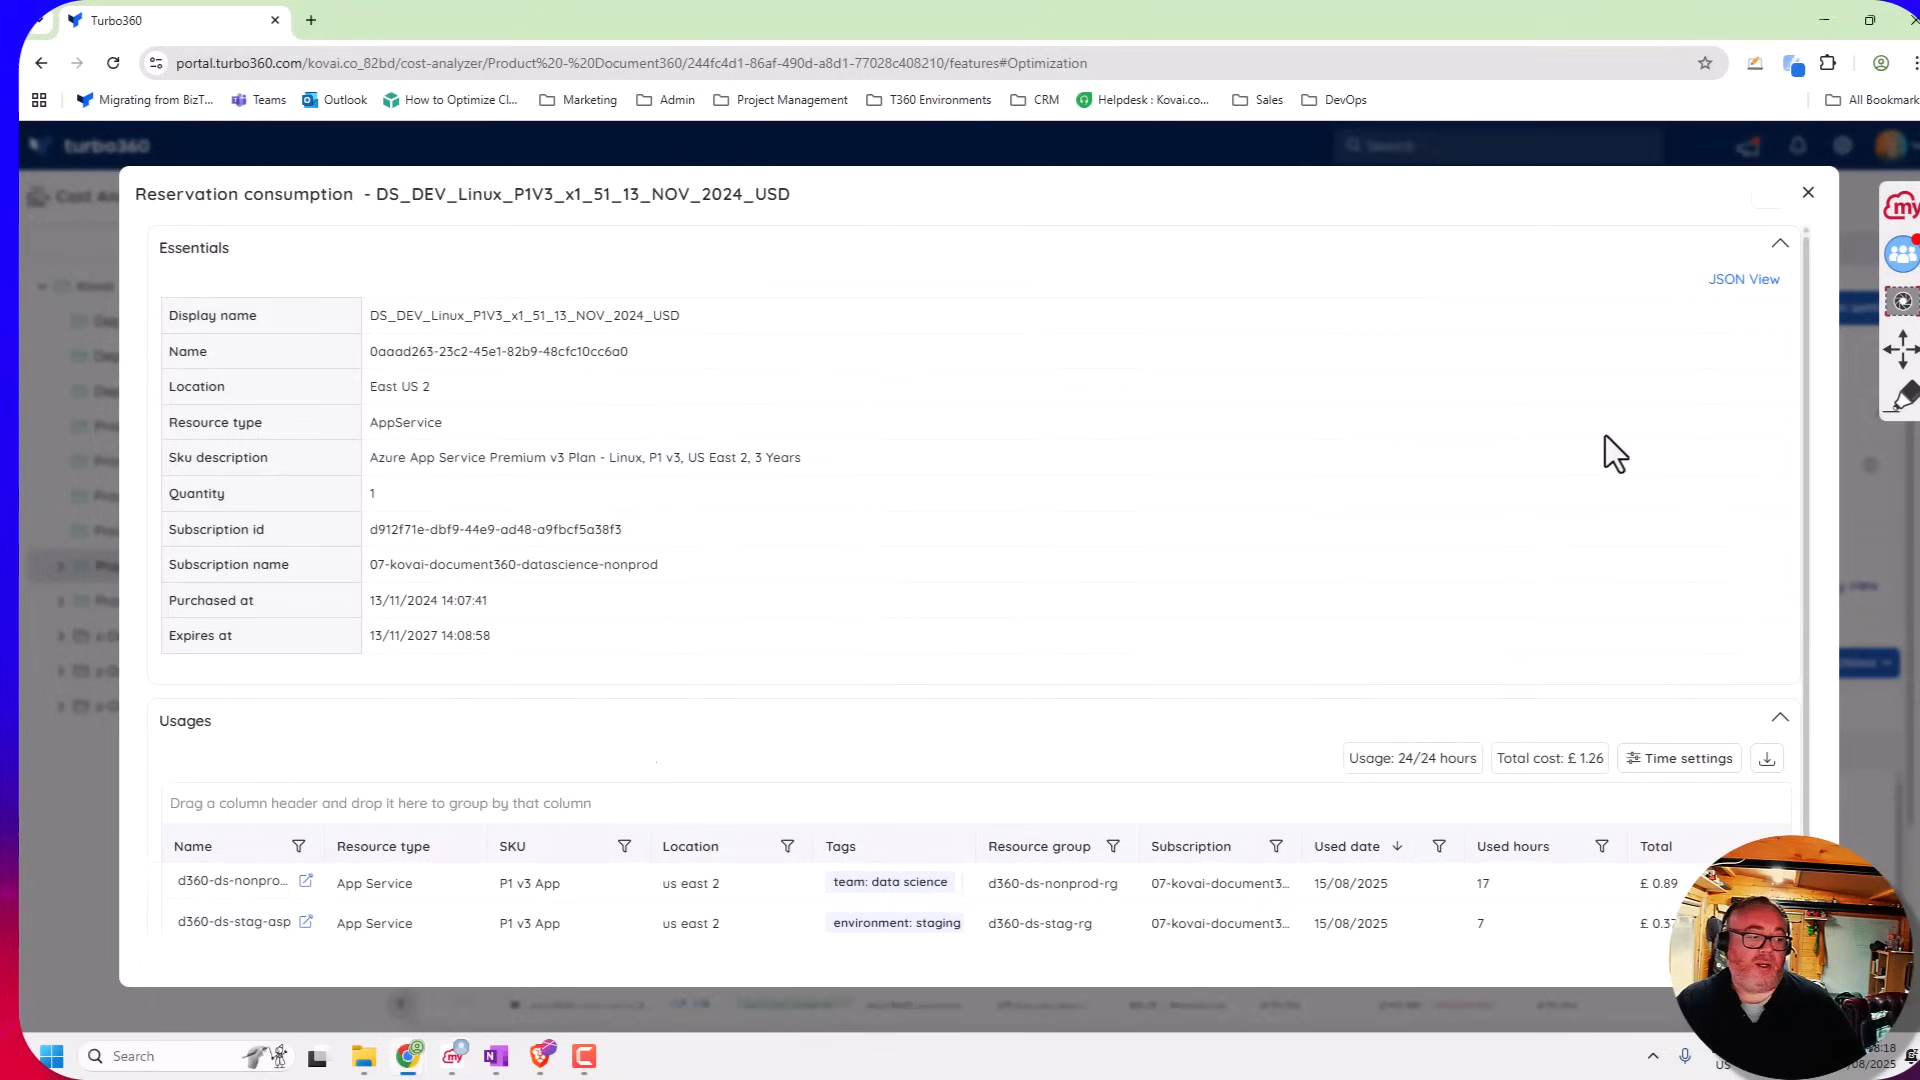 Turbo360
portal.turbo360.com/kovai.co_82bd/cost-analyzer/Product%20-%20Document360/244fc4d1-86af-490d-a8d1-77028c408210/features#Optimization
Migrating from BizT... Teams Outlook How to Optimize Cl... Marketing Admin Project Management T360 Environments CRM Helpdesk : Kovai.co... Sales DevOps All Bookmark
turbo360 Search
Cost An
Reservation consumption - DS_DEV_Linux_P1V3_x1_51_13_NOV_2024_USD
my
Essentials
JSON View
Display name DS_DEV_Linux_P1V3_x1_51_13_NOV_2024_USD
Name 0aaad263-23c2-45e1-82b9-48cfc10cc6a0
Location East US 2
Resource type AppService
Sku description Azure App Service Premium v3 Plan - Linux, P1 v3, US East 2, 3 Years
Quantity 1
Subscription id d912f71e-dbf9-44e9-ad48-a9fbcf5a38f3
Subscription name 07-kovai-document360-datascience-nonprod
Purchased at 13/11/2024 14:07:41
Expires at 13/11/2027 14:08:58
Usages
Usage: 24/24 hours Total cost: £ 1.26 Time settings
Drag a column header and drop it here to group by that column
Name Resource type SKU Location Tags Resource group Subscription Used date Used hours Total
d360-ds-nonpro... App Service P1 v3 App us east 2 team: data science d360-ds-nonprod-rg 07-kovai-document3... 15/08/2025 17 £ 0.89
d360-ds-stag-asp App Service P1 v3 App us east 2 environment: staging d360-ds-stag-rg 07-kovai-document3... 15/08/2025 7 £ 0.37
Search my US